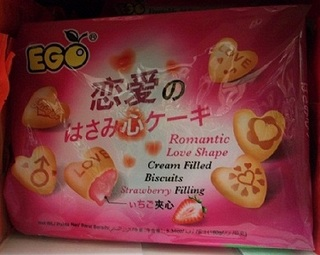 EGO
恋爱の
はさみ心ケーキ
LOVE
Romantic
Love Shape
Cream Filled
Biscuits
Strawberry Filling
いちご夹心
LOVE